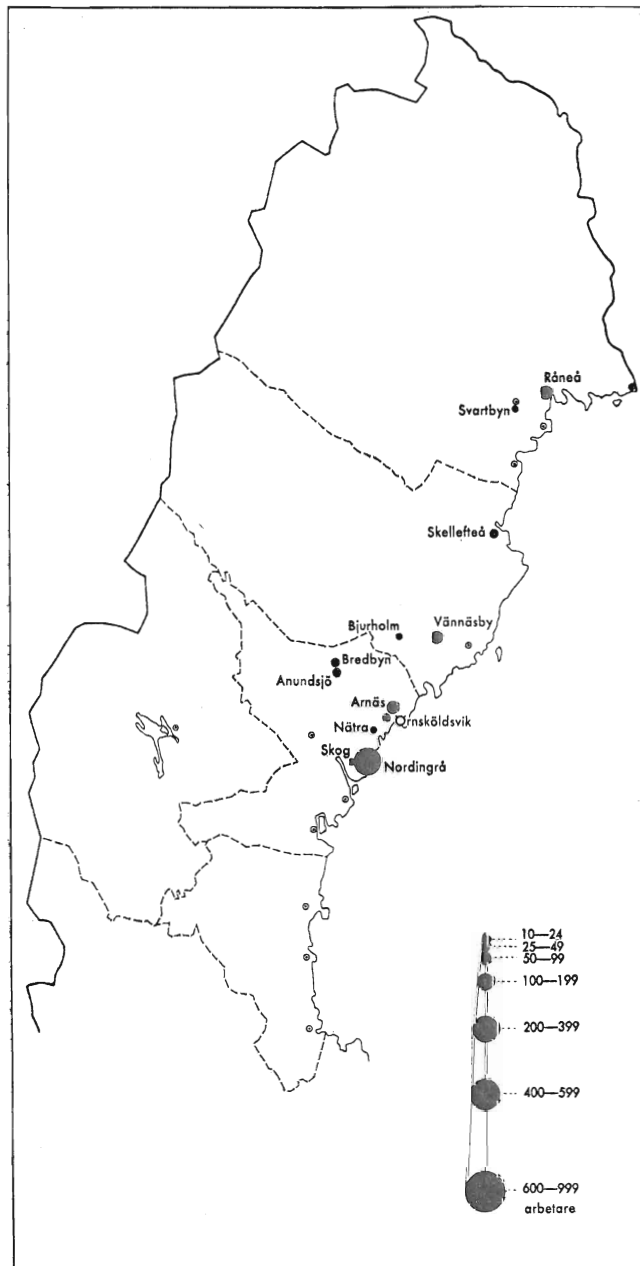 Råneå
Svartbyn
Skellefteå
Bjurholm
Vännäsby
Bredbyn
Anundsjö
Arnäs
Örnsköldsvik
Nätra
Skog
Nordingrå
10—24
25—49
50—99
100—199
200—399
400—599
600—999
arbetare